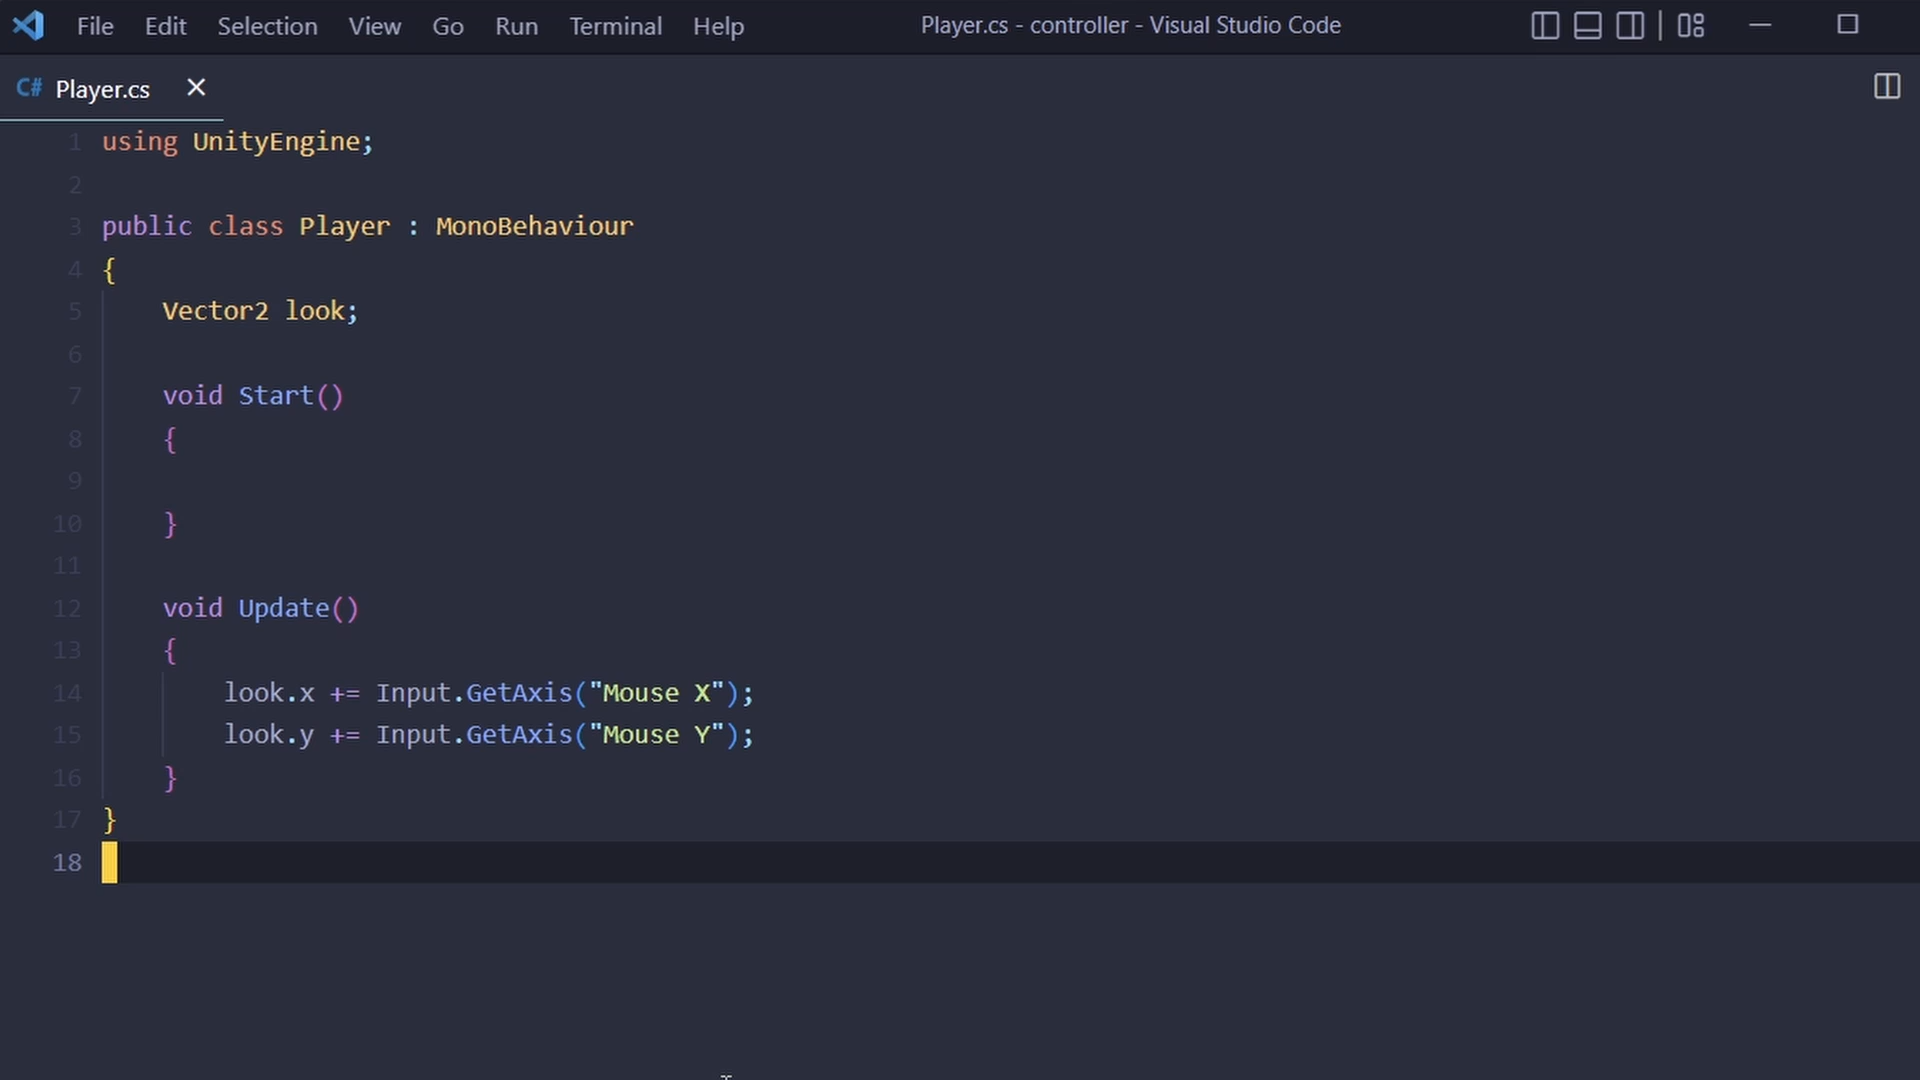 File Edit Selection View Go Run Terminal Help Player.cs - controller - Visual Studio Code
C# Player.cs
1 using UnityEngine;
2
3 public class Player : MonoBehaviour
4 {
5     Vector2 look;
6
7     void Start()
8     {
9
10     }
11
12     void Update()
13     {
14         look.x += Input.GetAxis("Mouse X");
15         look.y += Input.GetAxis("Mouse Y");
16     }
17 }
18